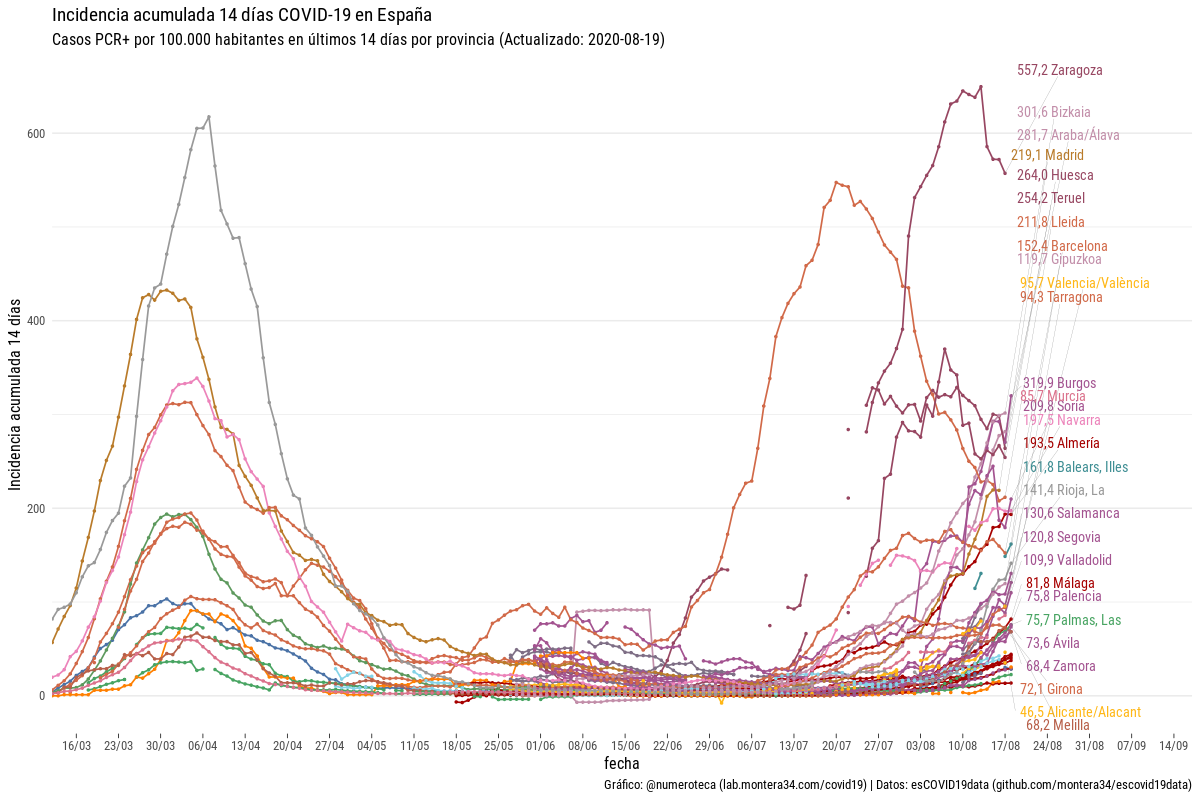 Incidencia acumulada 14 días COVID-19 en España
Casos PCR+ por 100.000 habitantes en últimos 14 días por provincia (Actualizado: 2020-08-19)
Incidencia acumulada 14 días
600
400
200
0
557,2 Zaragoza
301,6 Bizkaia
281,7 Araba/Álava
219,1 Madrid
264,0 Huesca
254,2 Teruel
211,8 Lleida
152,4 Barcelona
119,7 Gipuzkoa
95,7 Valencia/València
94,3 Tarragona
319,9 Burgos
85,7 Murcia
209,8 Soria
197,5 Navarra
193,5 Almería
161,8 Balears, Illes
141,4 Rioja, La
130,6 Salamanca
120,8 Segovia
109,9 Valladolid
81,8 Málaga
75,8 Palencia
75,7 Palmas, Las
73,6 Ávila
68,4 Zamora
72,1 Girona
46,5 Alicante/Alacant
68,2 Melilla
16/03 23/03 30/03 06/04 13/04 20/04 27/04 04/05 11/05 18/05 25/05 01/06 08/06 15/06 22/06 29/06 06/07 13/07 20/07 27/07 03/08 10/08 17/08 24/08 31/08 07/09 14/09
fecha
Gráfico: @numeroteca (lab.montera34.com/covid19) | Datos: esCOVID19data (github.com/montera34/escovid19data)